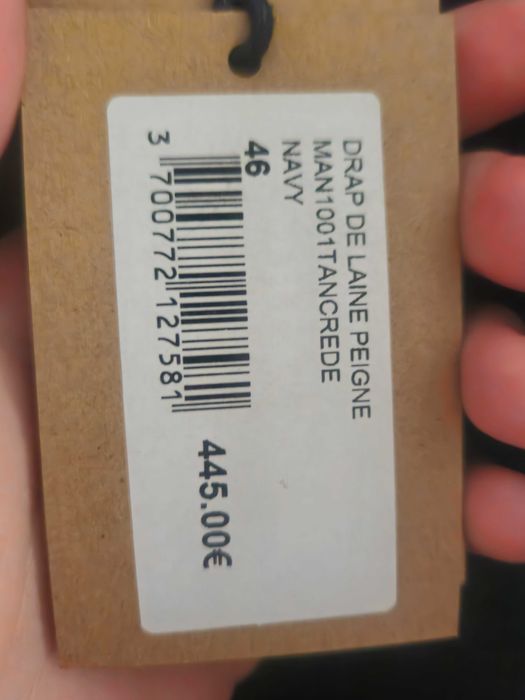 DRAP DE LAINE PEIGNE
MAN1001TANCREDE
NAVY
46
3 700772 127581
445.00€